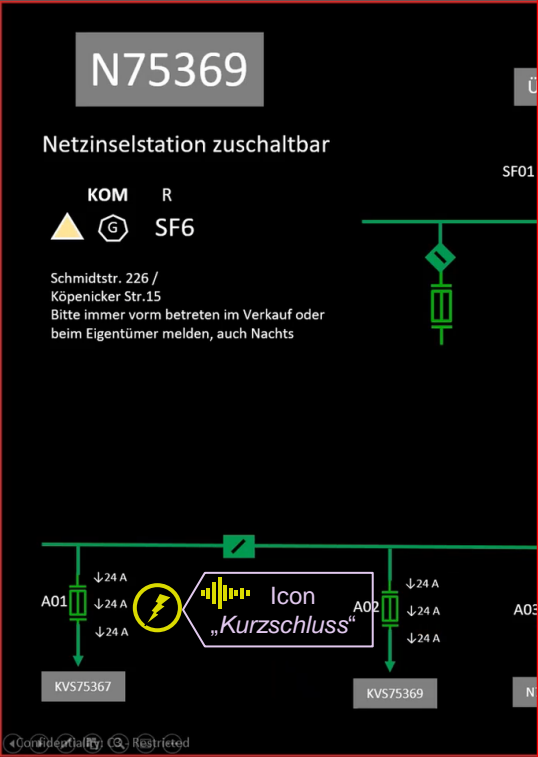 N75369
Ü
Netzinselstation zuschaltbar
SF01
KOM R
G SF6
Schmidtstr. 226 /
Köpenicker Str.15
Bitte immer vorm betreten im Verkauf oder
beim Eigentümer melden, auch Nachts
↓24 A
A01 ↓24 A
↓24 A
Icon
„Kurzschluss“
↓24 A
A02 ↓24 A
↓24 A
A03
KVS75367
KVS75369
N
Confidentiality: C3 - Restricted